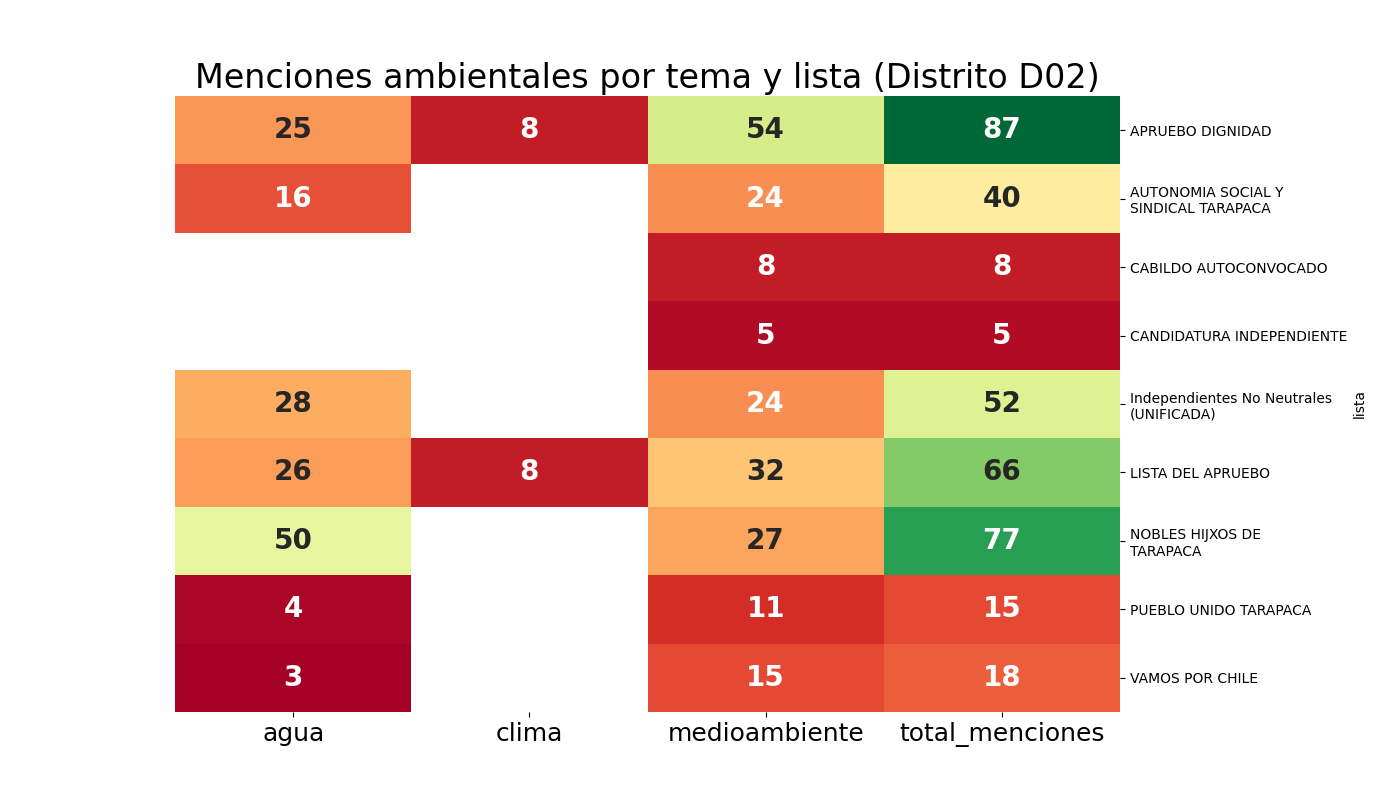 Menciones ambientales por tema y lista (Distrito D02)
25 8 54 87 APRUEBO DIGNIDAD
16 24 40 AUTONOMIA SOCIAL Y
SINDICAL TARAPACA
8 8 CABILDO AUTOCONVOCADO
5 5 CANDIDATURA INDEPENDIENTE
28 24 52 Independientes No Neutrales
(UNIFICADA)
lista
26 8 32 66 LISTA DEL APRUEBO
50 27 77 NOBLES HIJXOS DE
TARAPACA
4 11 15 PUEBLO UNIDO TARAPACA
3 15 18 VAMOS POR CHILE
agua clima medioambiente total_menciones